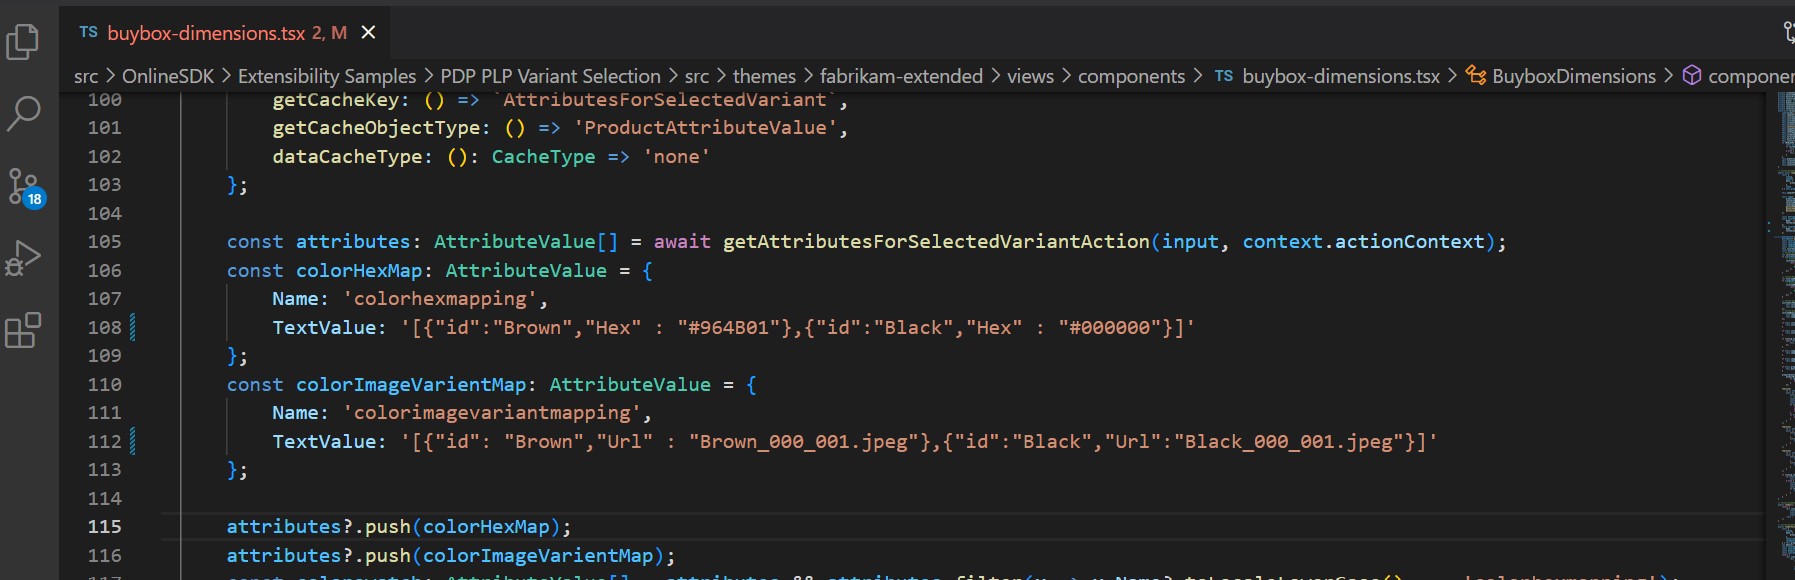 TS buybox-dimensions.tsx 2, M ×
src > OnlineSDK > Extensibility Samples > PDP PLP Variant Selection > src > themes > fabrikam-extended > views > components > TS buybox-dimensions.tsx > BuyboxDimensions > componen
18
100 getCacheKey: () => `AttributesForSelectedVariant`,
101 getCacheObjectType: () => 'ProductAttributeValue',
102 dataCacheType: (): CacheType => 'none'
103 };
104
105 const attributes: AttributeValue[] = await getAttributesForSelectedVariantAction(input, context.actionContext);
106 const colorHexMap: AttributeValue = {
107 Name: 'colorhexmapping',
108 TextValue: '[{"id":"Brown","Hex" : "#964B01"},{"id":"Black","Hex" : "#000000"}]'
109 };
110 const colorImageVarientMap: AttributeValue = {
111 Name: 'colorimagevariantmapping',
112 TextValue: '[{"id": "Brown","Url" : "Brown_000_001.jpeg"},{"id":"Black","Url":"Black_000_001.jpeg"}]'
113 };
114
115 attributes?.push(colorHexMap);
116 attributes?.push(colorImageVarientMap);